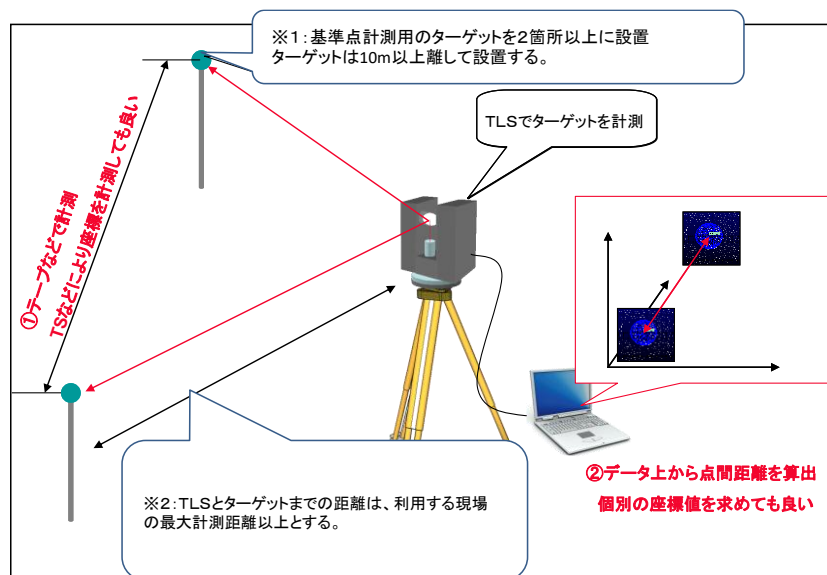 ※1:基準点計測用のターゲットを2箇所以上に設置
ターゲットは10m以上離して設置する。
TLSでターゲットを計測
①テープなどで計測
TSなどにより座標を計測しても良い
②データ上から点間距離を算出
個別の座標値を求めても良い
※2:TLSとターゲットまでの距離は、利用する現場
の最大計測距離以上とする。